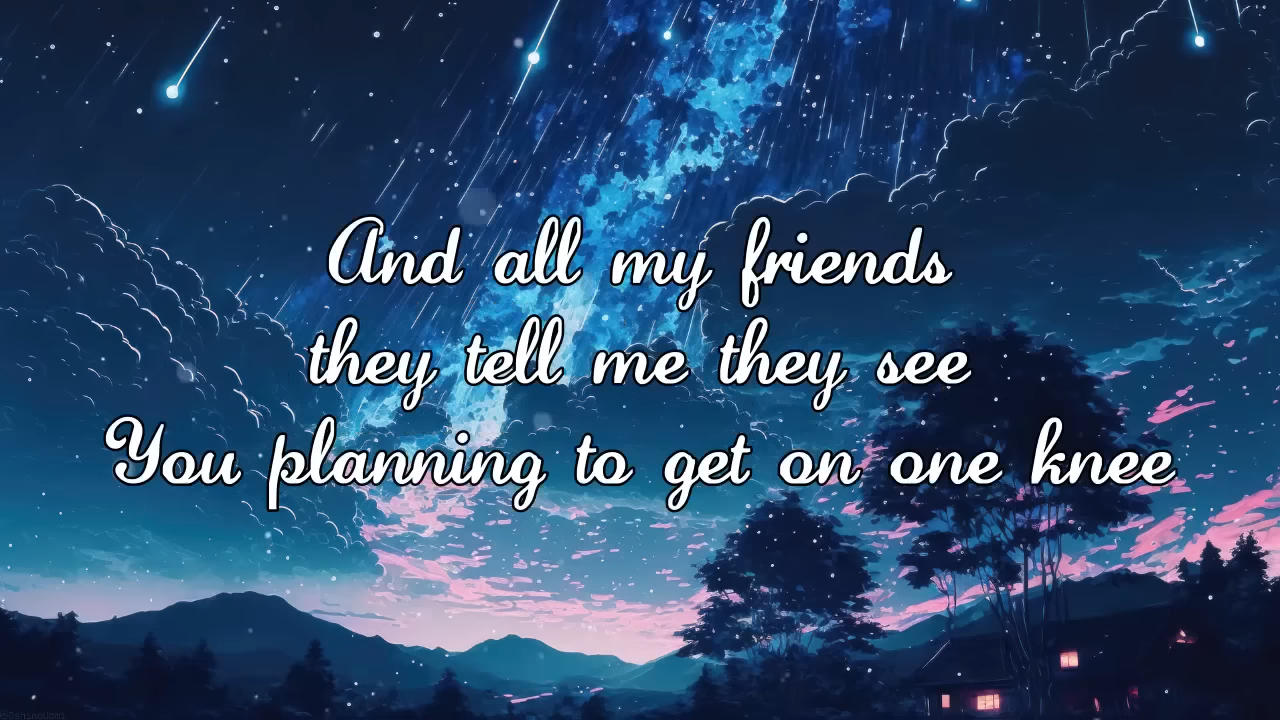 And all my friends
they tell me they see
You planning to get on one knee